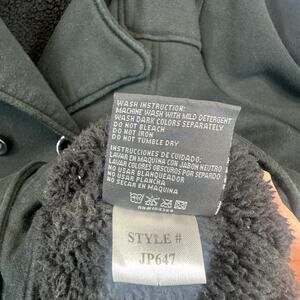 WASH INSTRUCTION:
MACHINE WASH WITH MILD DETERGENT
WASH DARK COLORS SEPARATELY
DO NOT BLEACH
DO NOT IRON
DO NOT TUMBLE DRY
INSTRUCCIONES DE CUIDADO:
LAVAR EN MAQUINA CON JABON NEUTRO
LAVAR COLORES OBSCUROS POR SEPARADO
NO USAR BLANQUEADOR
NO USAR PLANCHA
NO SECAR EN MAQUINA
STYLE #
JP647